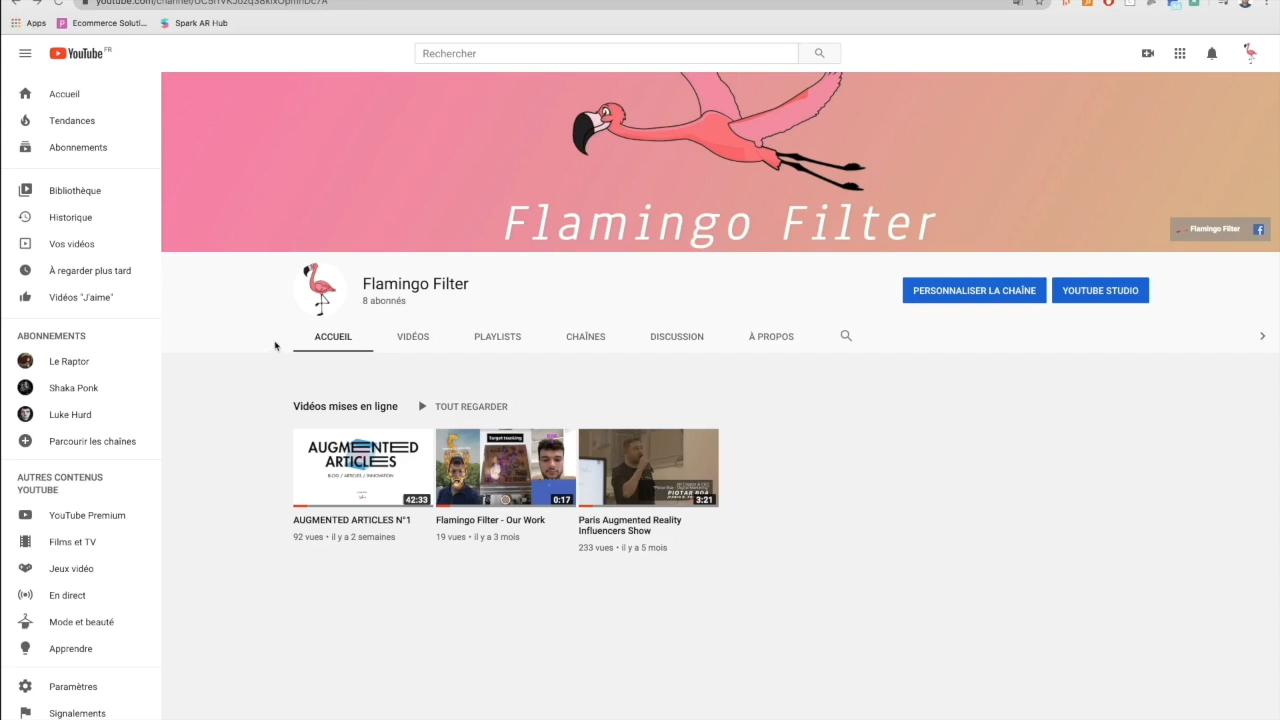 Apps
Ecommerce Soluti...
Spark AR Hub
YouTube FR
Rechercher
Accueil
Tendances
Abonnements
Bibliothèque
Historique
Vos vidéos
À regarder plus tard
Vidéos "J'aime"
ABONNEMENTS
Le Raptor
Shaka Ponk
Luke Hurd
Parcourir les chaînes
AUTRES CONTENUS
YOUTUBE
YouTube Premium
Films et TV
Jeux vidéo
En direct
Mode et beauté
Apprendre
Paramètres
Signalements
Flamingo Filter
Flamingo Filter
Flamingo Filter
8 abonnés
PERSONNALISER LA CHAÎNE
YOUTUBE STUDIO
ACCUEIL
VIDÉOS
PLAYLISTS
CHAÎNES
DISCUSSION
À PROPOS
Vidéos mises en ligne
TOUT REGARDER
AUGMENTED
ARTICLES
BLOG / ARTICLES / INNOVATION
42:33
AUGMENTED ARTICLES N°1
92 vues • il y a 2 semaines
Target tracking
0:17
Flamingo Filter - Our Work
19 vues • il y a 3 mois
PIOTAR BOA
3:21
Paris Augmented Reality
Influencers Show
233 vues • il y a 5 mois